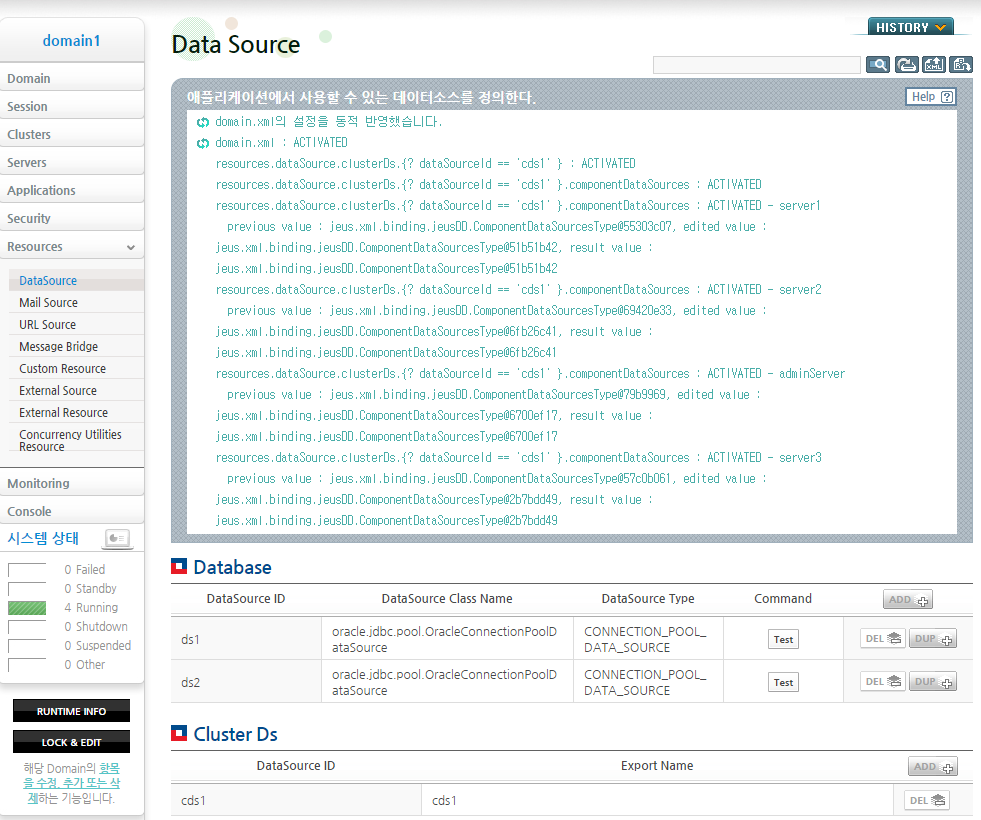 domain1
Domain
Session
Clusters
Servers
Applications
Security
Resources
DataSource
Mail Source
URL Source
Message Bridge
Custom Resource
External Source
External Resource
Concurrency Utilities
Resource
Monitoring
Console
시스템 상태
0 Failed
0 Standby
4 Running
0 Shutdown
0 Suspended
0 Other
RUNTIME INFO
LOCK & EDIT
해당 Domain의 항목
을 수정, 추가 또는 삭
제하는 기능입니다.
HISTORY
Data Source
XML
애플리케이션에서 사용할 수 있는 데이터소스를 정의한다.
Help ?
domain.xml의 설정을 동적 반영했습니다.
domain.xml : ACTIVATED
resources.dataSource.clusterDs.{? dataSourceId == 'cds1' } : ACTIVATED
resources.dataSource.clusterDs.{? dataSourceId == 'cds1' }.componentDataSources : ACTIVATED
resources.dataSource.clusterDs.{? dataSourceId == 'cds1' }.componentDataSources : ACTIVATED - server1
previous value : jeus.xml.binding.jeusDD.ComponentDataSourcesType@55303c07, edited value :
jeus.xml.binding.jeusDD.ComponentDataSourcesType@51b51b42, result value :
jeus.xml.binding.jeusDD.ComponentDataSourcesType@51b51b42
resources.dataSource.clusterDs.{? dataSourceId == 'cds1' }.componentDataSources : ACTIVATED - server2
previous value : jeus.xml.binding.jeusDD.ComponentDataSourcesType@69420e33, edited value :
jeus.xml.binding.jeusDD.ComponentDataSourcesType@6fb26c41, result value :
jeus.xml.binding.jeusDD.ComponentDataSourcesType@6fb26c41
resources.dataSource.clusterDs.{? dataSourceId == 'cds1' }.componentDataSources : ACTIVATED - adminServer
previous value : jeus.xml.binding.jeusDD.ComponentDataSourcesType@79b9969, edited value :
jeus.xml.binding.jeusDD.ComponentDataSourcesType@6700ef17, result value :
jeus.xml.binding.jeusDD.ComponentDataSourcesType@6700ef17
resources.dataSource.clusterDs.{? dataSourceId == 'cds1' }.componentDataSources : ACTIVATED - server3
previous value : jeus.xml.binding.jeusDD.ComponentDataSourcesType@57c0b061, edited value :
jeus.xml.binding.jeusDD.ComponentDataSourcesType@2b7bdd49, result value :
jeus.xml.binding.jeusDD.ComponentDataSourcesType@2b7bdd49
Database
DataSource ID DataSource Class Name DataSource Type Command ADD
ds1 oracle.jdbc.pool.OracleConnectionPoolD CONNECTION_POOL_ Test DEL DUP
ataSource DATA_SOURCE
ds2 oracle.jdbc.pool.OracleConnectionPoolD CONNECTION_POOL_ Test DEL DUP
ataSource DATA_SOURCE
Cluster Ds
DataSource ID Export Name ADD
cds1 cds1 DEL